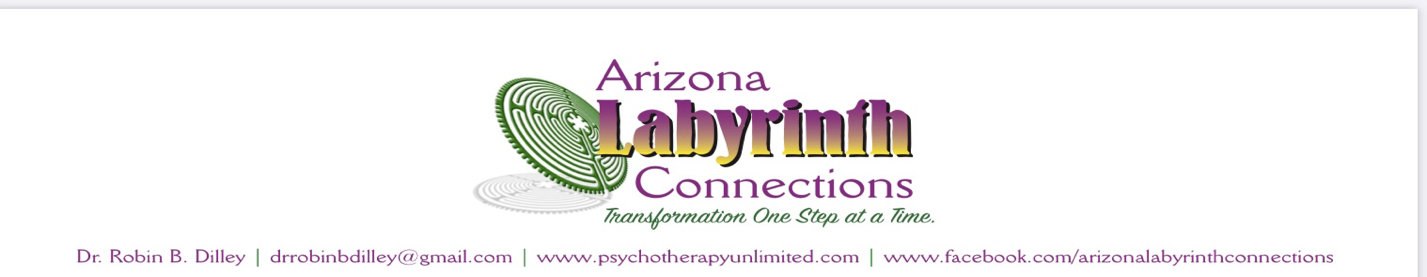 Arizona
Labyrinth
Connections
Transformation One Step at a Time.
Dr. Robin B. Dilley | drrobinbdilley@gmail.com | www.psychotherapyunlimited.com | www.facebook.com/arizonalabyrinthconnections